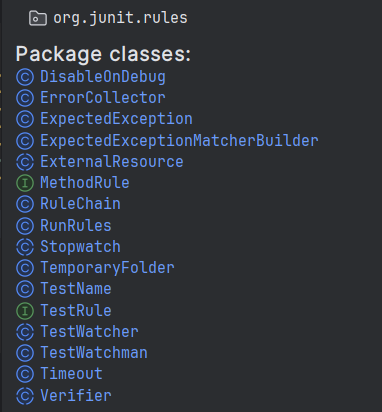 org.junit.rules
Package classes:
DisableOnDebug
ErrorCollector
ExpectedException
ExpectedExceptionMatcherBuilder
ExternalResource
MethodRule
RuleChain
RunRules
Stopwatch
TemporaryFolder
TestName
TestRule
TestWatcher
TestWatchman
Timeout
Verifier